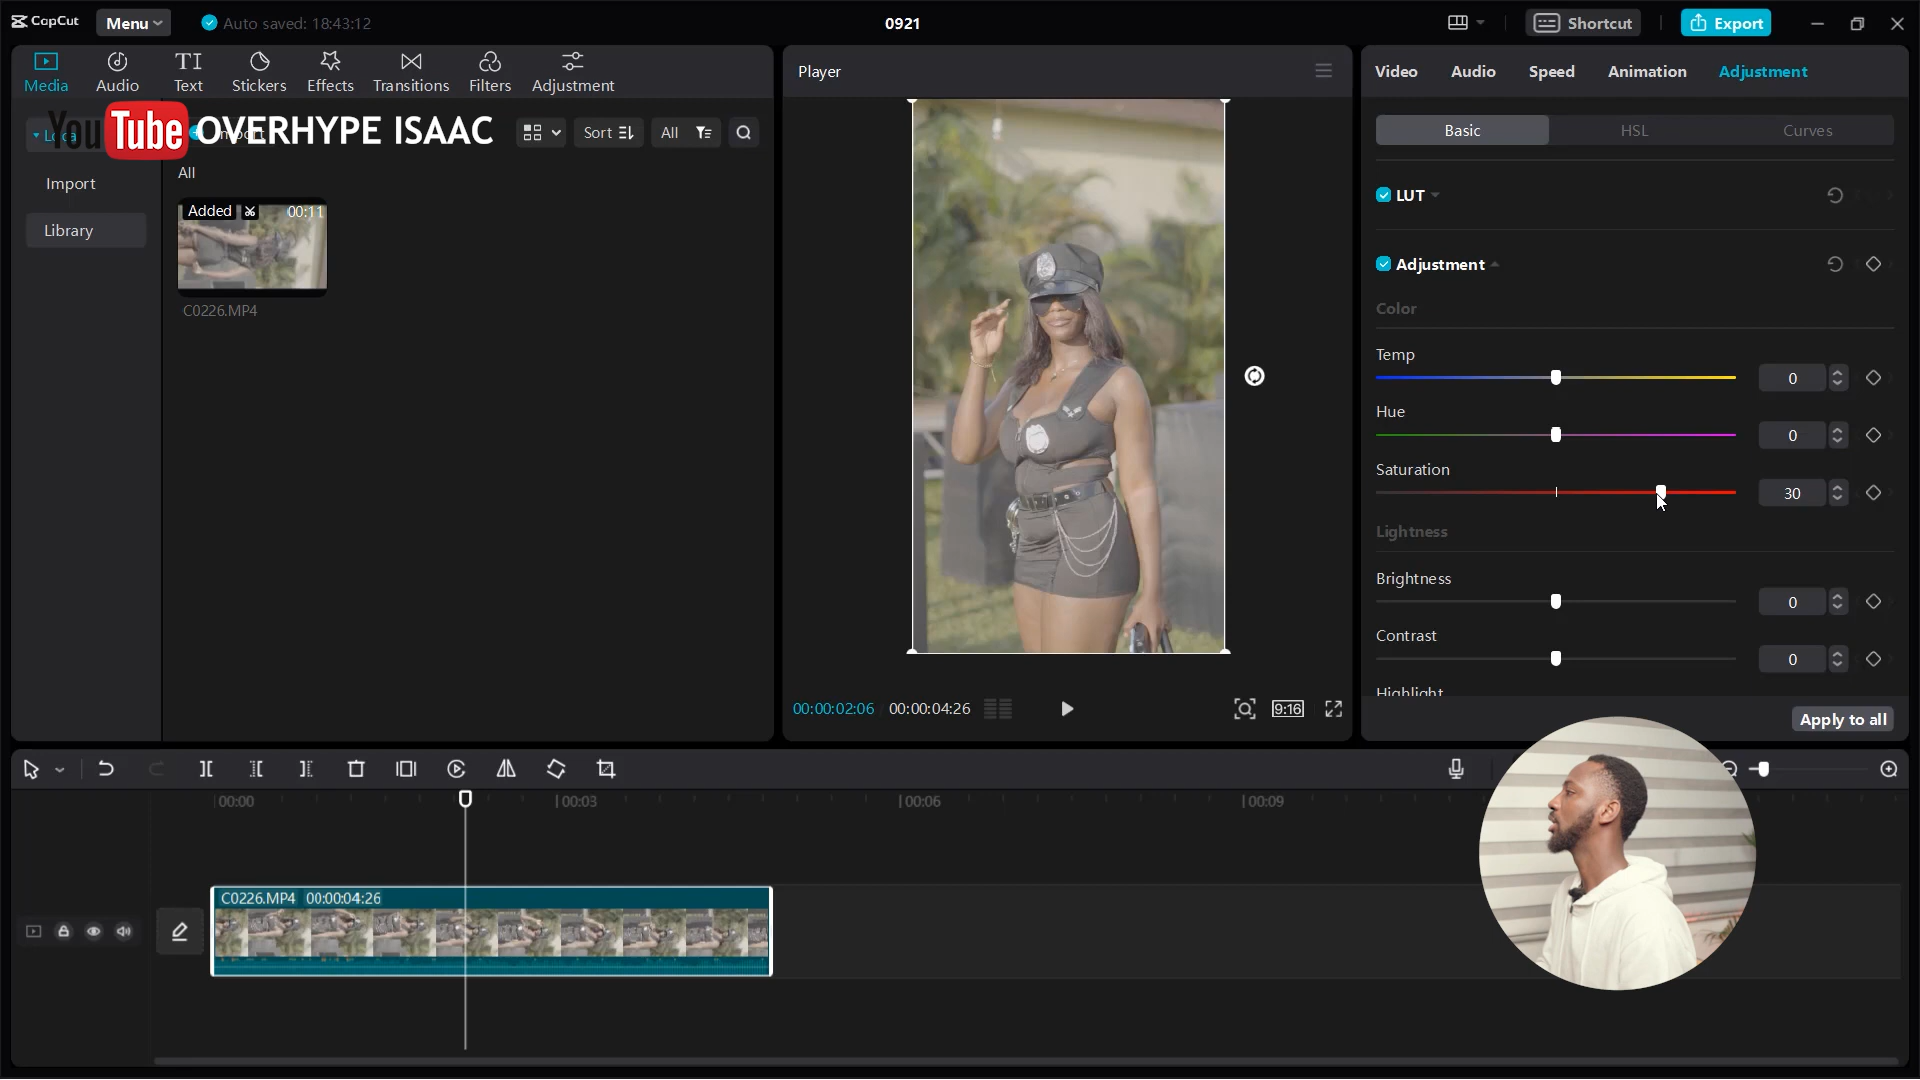 CapCut
Menu
Auto saved: 18:43:12
0921
Shortcut
Export
Media
Audio
Text
Stickers
Effects
Transitions
Filters
Adjustment
YouTube OVERHYPE ISAAC
Sort
All
Import
Library
All
Added
00:11
C0226.MP4
Player
00:00:02:06
00:00:04:26
9:16
Video
Audio
Speed
Animation
Adjustment
Basic
HSL
Curves
LUT
Adjustment
Color
Temp
0
Hue
0
Saturation
30
Lightness
Brightness
0
Contrast
0
Highlight
Apply to all
00:00
00:03
00:06
00:09
C0226.MP4 00:00:04:26